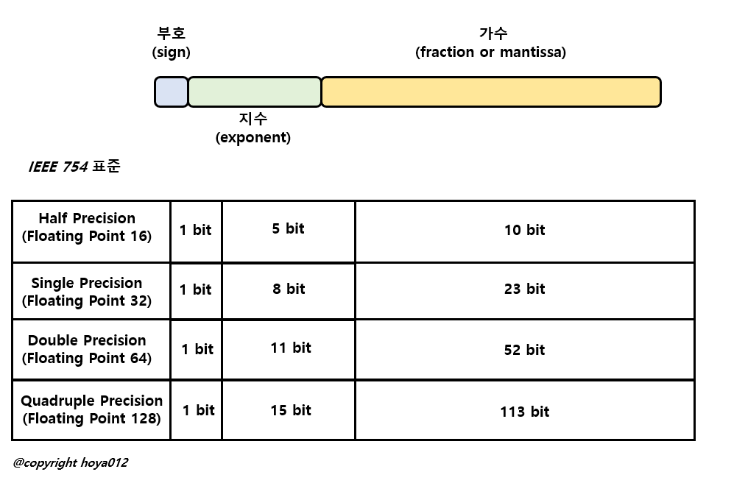 부호
(sign)
가수
(fraction or mantissa)
지수
(exponent)
IEEE 754 표준
Half Precision
(Floating Point 16)
1 bit
5 bit
10 bit
Single Precision
(Floating Point 32)
1 bit
8 bit
23 bit
Double Precision
(Floating Point 64)
1 bit
11 bit
52 bit
Quadruple Precision
(Floating Point 128)
1 bit
15 bit
113 bit
@copyright hoya012